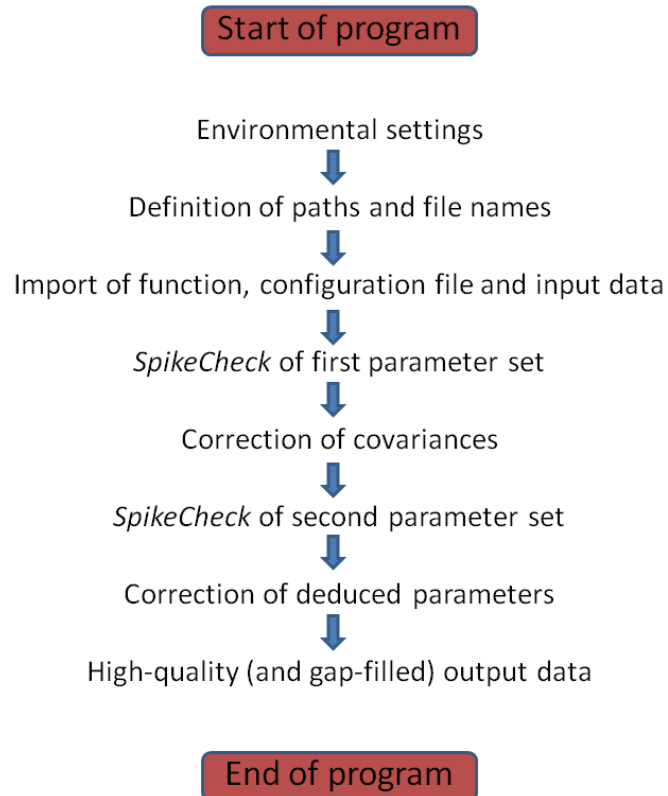 Start of program
Environmental settings
Definition of paths and file names
Import of function, configuration file and input data
SpikeCheck of first parameter set
Correction of covariances
SpikeCheck of second parameter set
Correction of deduced parameters
High-quality (and gap-filled) output data
End of program